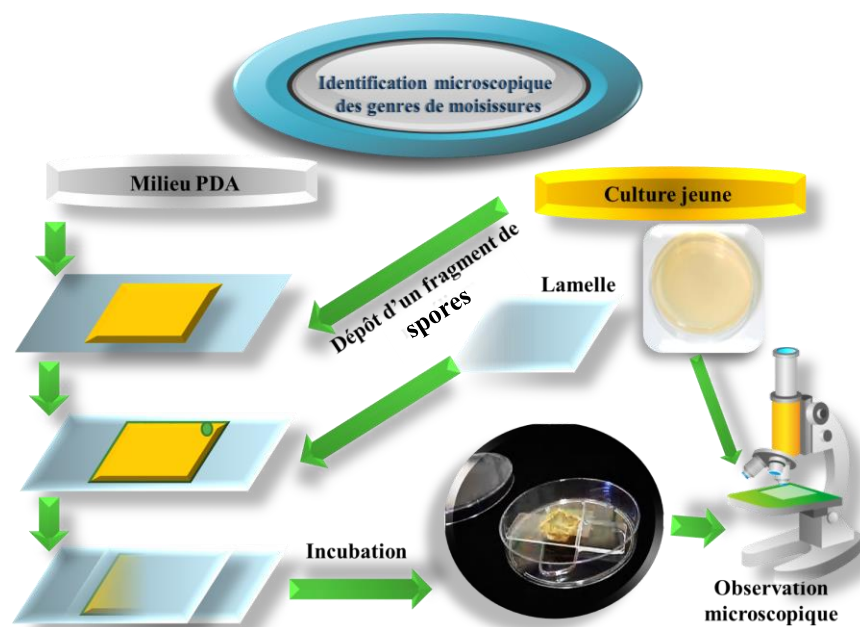 Identification microscopique
des genres de moisissures
Milieu PDA
Culture jeune
Dépôt d’un fragment de
spores
Lamelle
Incubation
Observation
microscopique